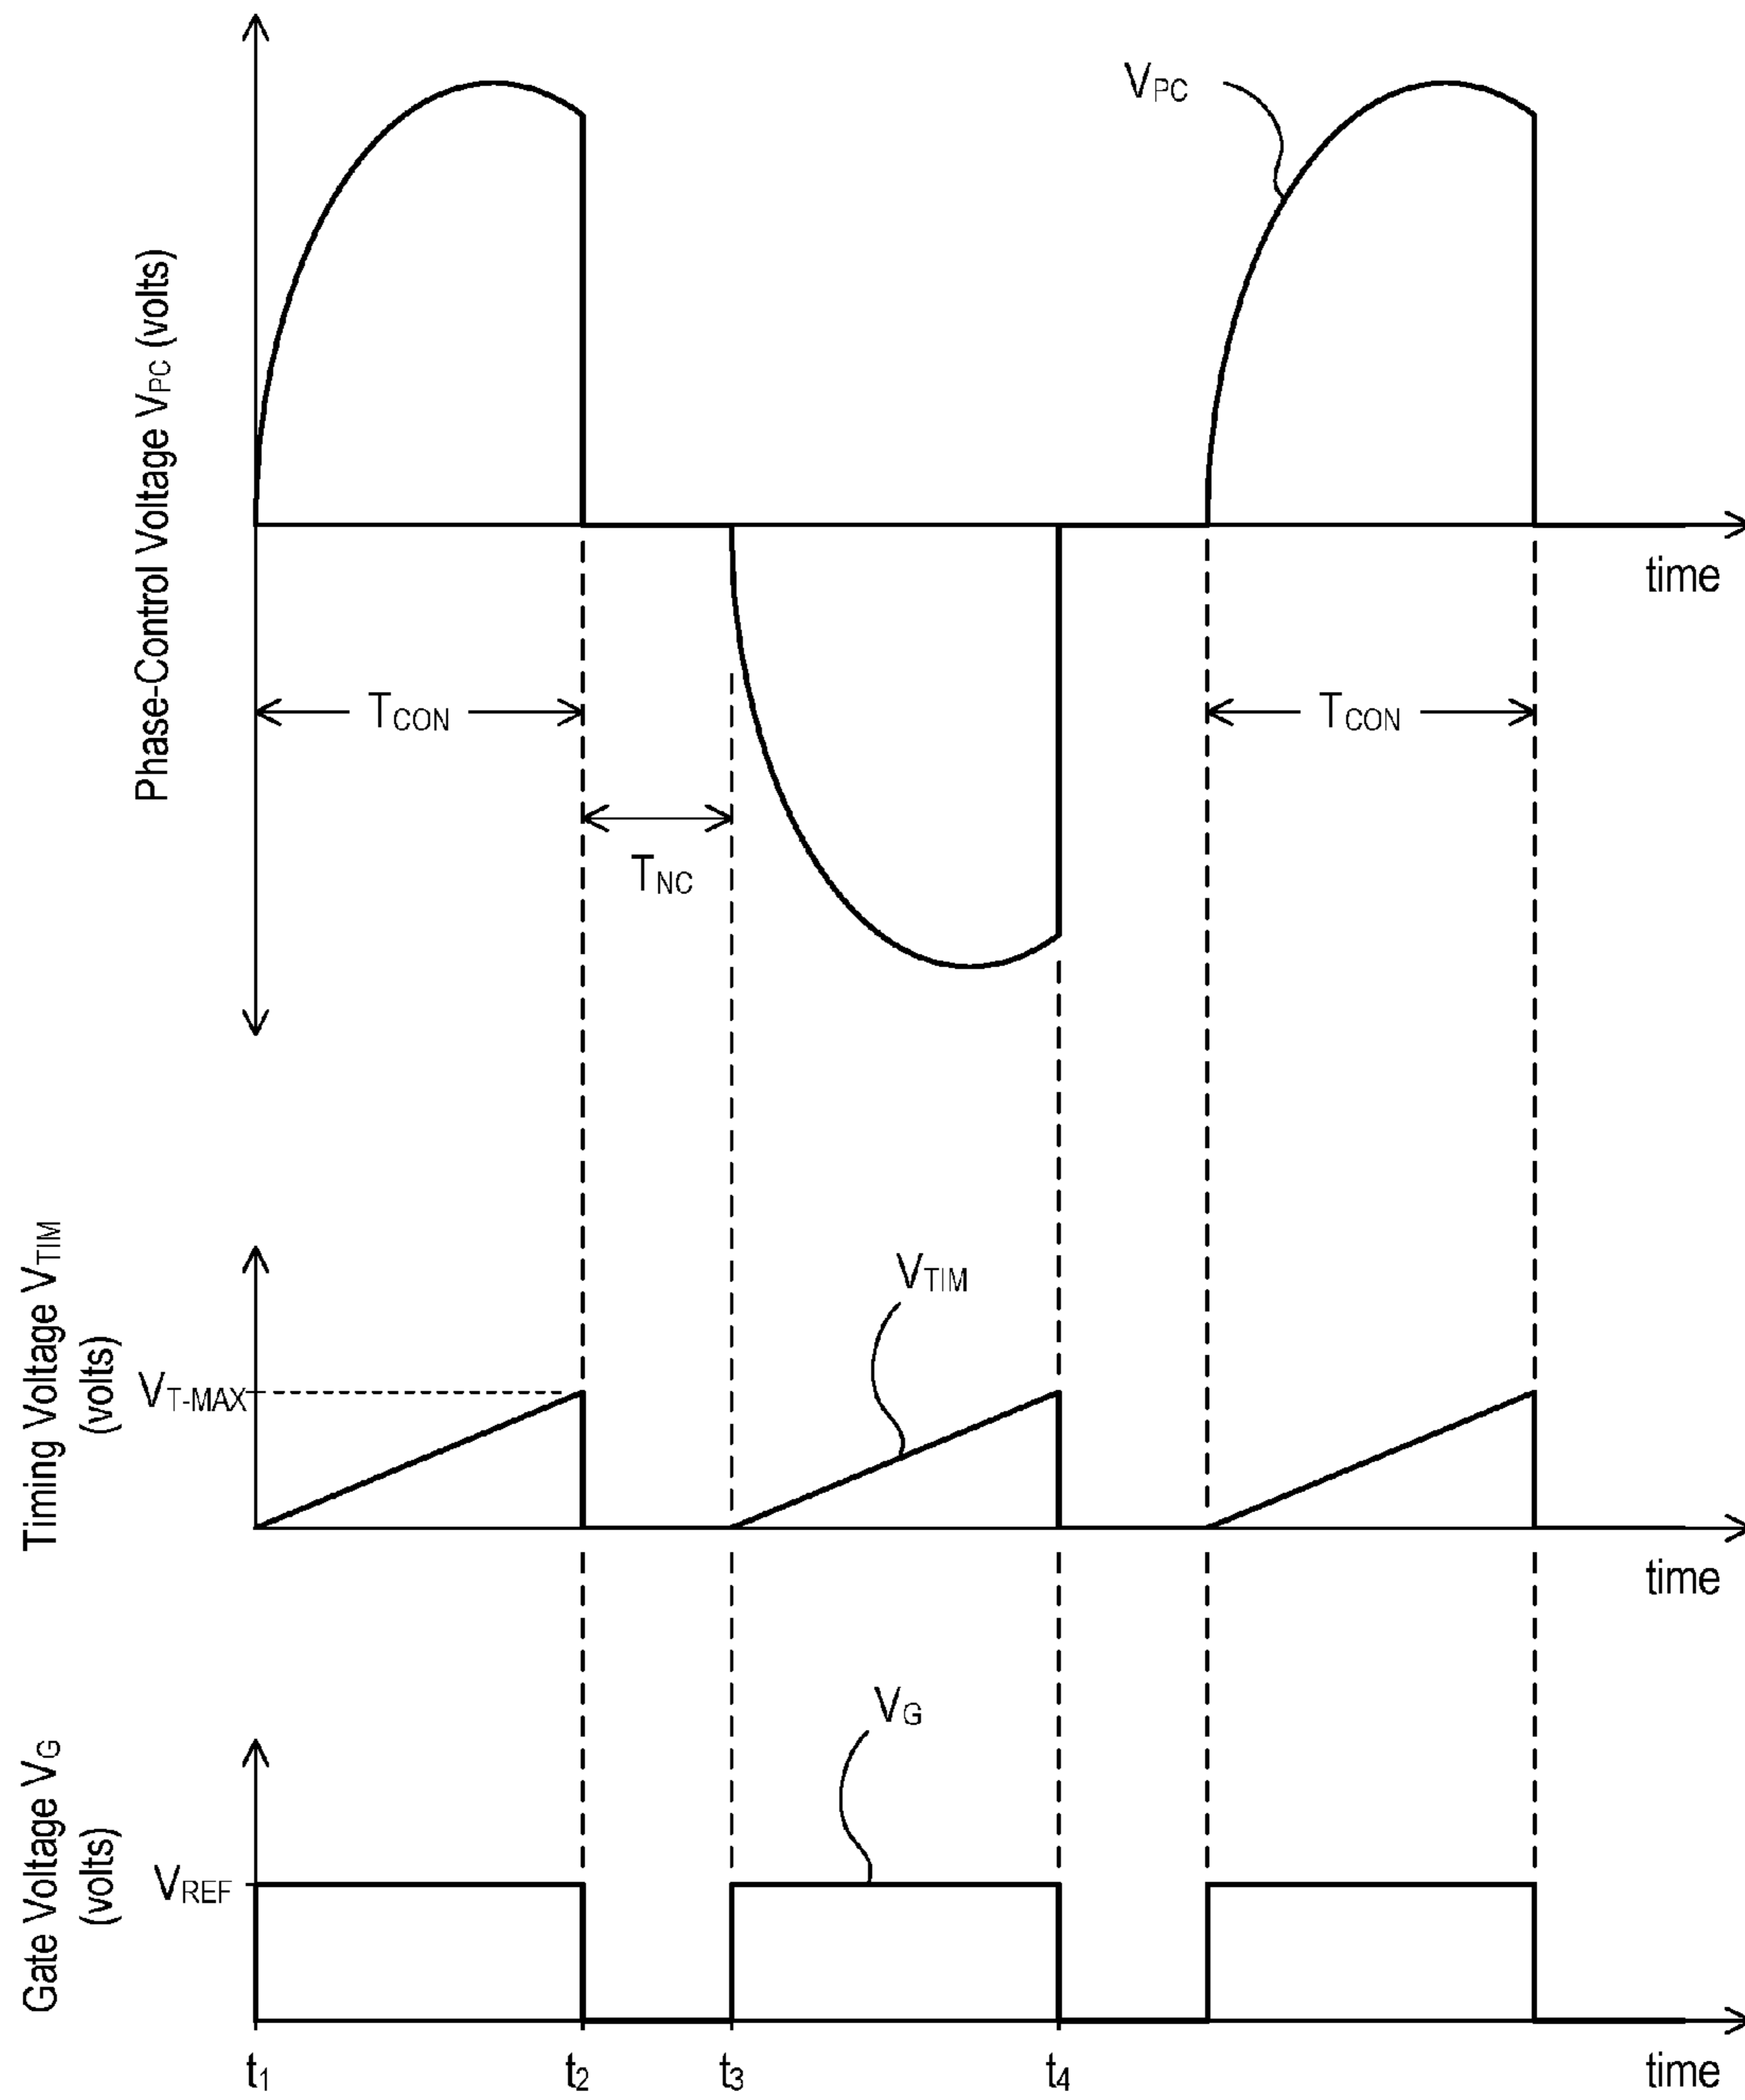 Phase-Control Voltage VPC (volts)
VPC
time
TCON
TCON
TNC
Timing Voltage VTIM
(volts)
VTIM
VT-MAX
time
Gate Voltage VG
(volts)
VG
VREF
t1
t2
t3
t4
time